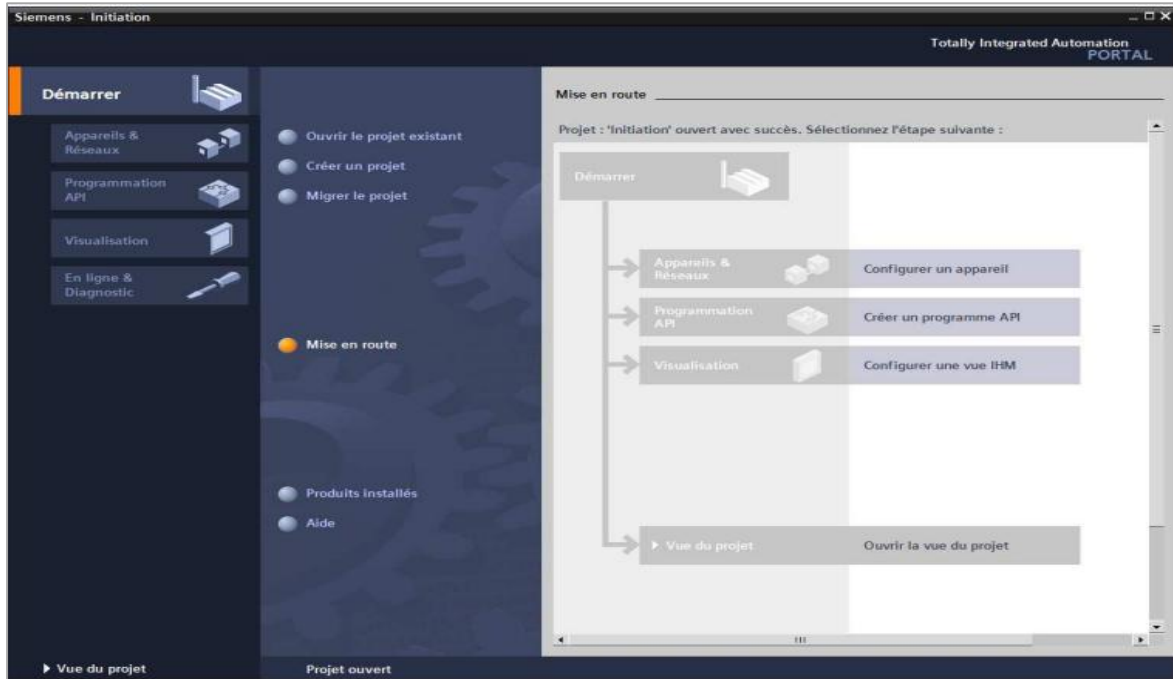 Siemens - Initiation
Totally Integrated Automation
PORTAL
Démarrer
Appareils &
Réseaux
Programmation
API
Visualisation
En ligne &
Diagnostic
Ouvrir le projet existant
Créer un projet
Migrer le projet
Mise en route
Produits installés
Aide
Mise en route
Projet : 'Initiation' ouvert avec succès. Sélectionnez l'étape suivante :
Démarrer
Appareils &
Réseaux
Configurer un appareil
Programmation
API
Créer un programme API
Visualisation
Configurer une vue IHM
Vue du projet
Ouvrir la vue du projet
Vue du projet
Projet ouvert